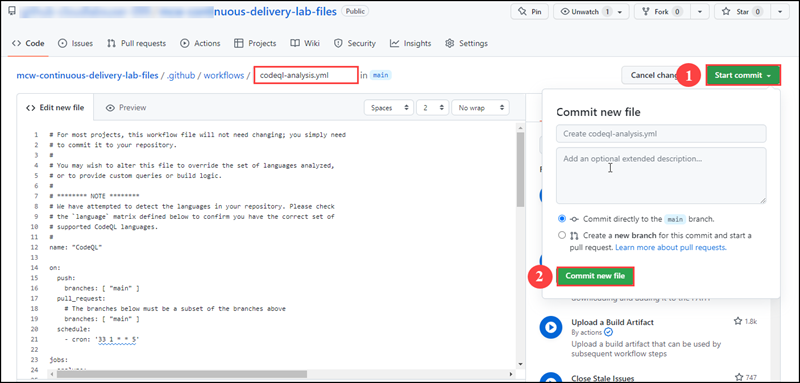 nuous-delivery-lab-files Public
Pin Unwatch 1 Fork 0 Star 0
Code Issues Pull requests Actions Projects Wiki Security Insights Settings
mcw-continuous-delivery-lab-files / .github / workflows / codeql-analysis.yml in main
Cancel chang
1
Start commit
Edit new file Preview
Spaces 2 No wrap
1 # For most projects, this workflow file will not need changing; you simply need
2 # to commit it to your repository.
3 #
4 # You may wish to alter this file to override the set of languages analyzed,
5 # or to provide custom queries or build logic.
6 #
7 # ******** NOTE ********
8 # We have attempted to detect the languages in your repository. Please check
9 # the `language` matrix defined below to confirm you have the correct set of
10 # supported CodeQL languages.
11 #
12 name: "CodeQL"
13
14 on:
15 push:
16 branches: [ "main" ]
17 pull_request:
18 # The branches below must be a subset of the branches above
19 branches: [ "main" ]
20 schedule:
21 - cron: '33 1 * * 5'
22
23 jobs:
24
Commit new file
Create codeql-analysis.yml
Add an optional extended description...
Commit directly to the main branch.
Create a new branch for this commit and start a
pull request. Learn more about pull requests.
2
Commit new file
Upload a Build Artifact 1.8k
By actions
Upload a build artifact that can be used by
subsequent workflow steps
Close Stale Issues 747